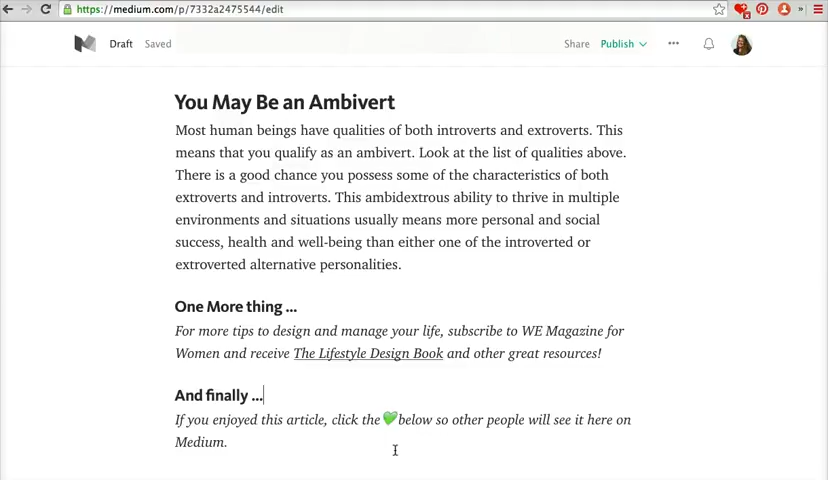 https://medium.com/p/7332a2475544/edit
Draft Saved Share Publish
You May Be an Ambivert
Most human beings have qualities of both introverts and extroverts. This
means that you qualify as an ambivert. Look at the list of qualities above.
There is a good chance you possess some of the characteristics of both
extroverts and introverts. This ambidextrous ability to thrive in multiple
environments and situations usually means more personal and social
success, health and well-being than either one of the introverted or
extroverted alternative personalities.
One More thing ...
For more tips to design and manage your life, subscribe to WE Magazine for
Women and receive The Lifestyle Design Book and other great resources!
And finally ...
If you enjoyed this article, click the💚below so other people will see it here on
Medium.